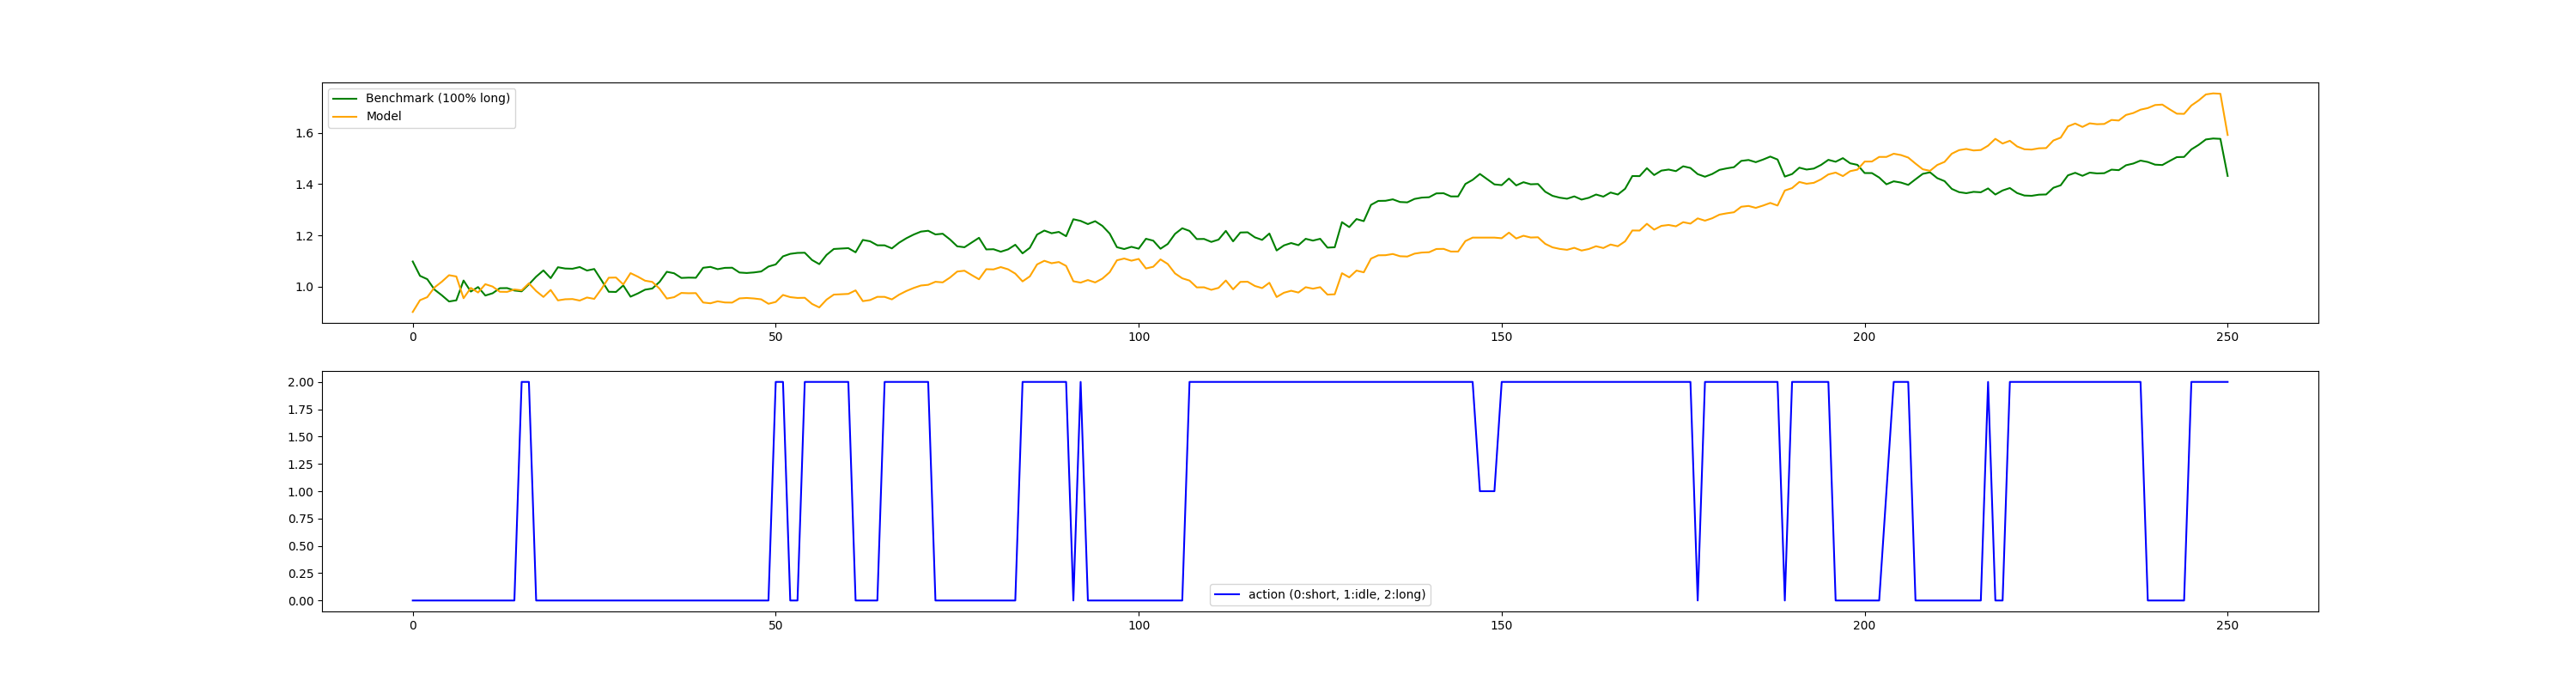 Benchmark (100% long)
Model
1.6
1.4
1.2
1.0
0 50 100 150 200 250
2.00
1.75
1.50
1.25
1.00
0.75
0.50
0.25
0.00
action (0:short, 1:idle, 2:long)
0 50 100 150 200 250